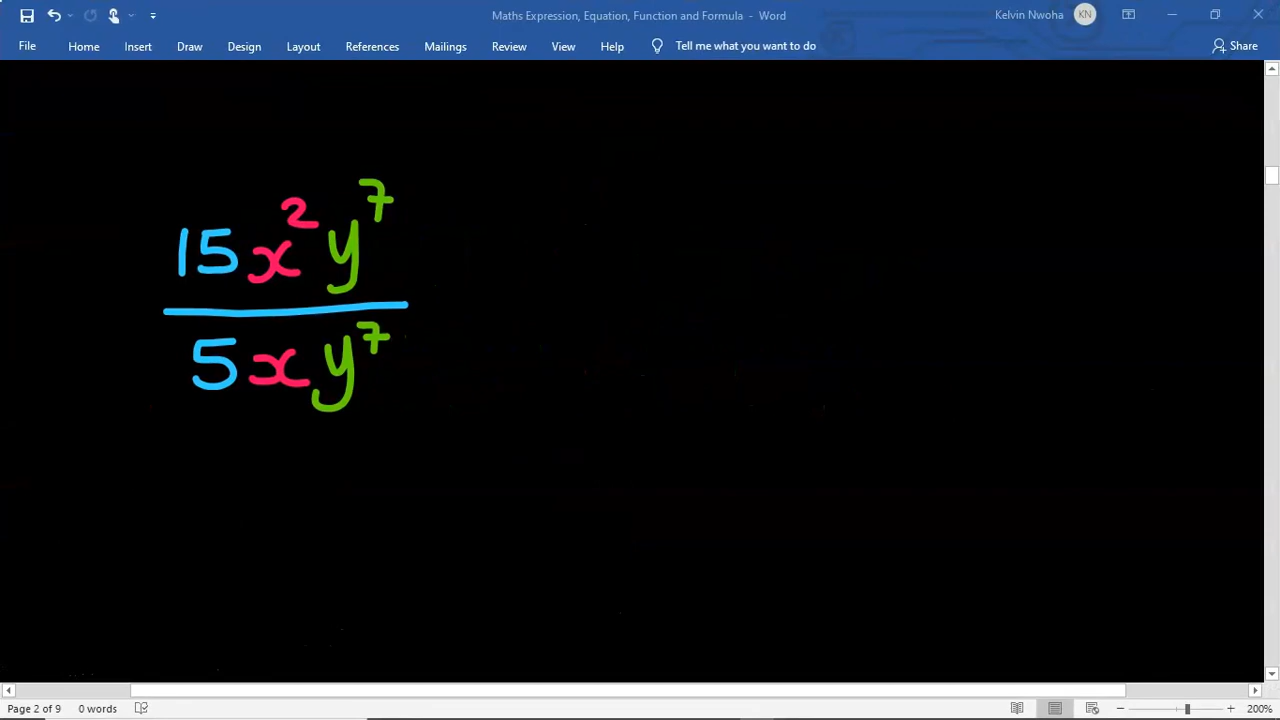 Maths Expression, Equation, Function and Formula - Word
Kelvin Nwoha KN
File Home Insert Draw Design Layout References Mailings Review View Help Tell me what you want to do Share
15x²y⁷
5xy⁷
Page 2 of 9 0 words 200%